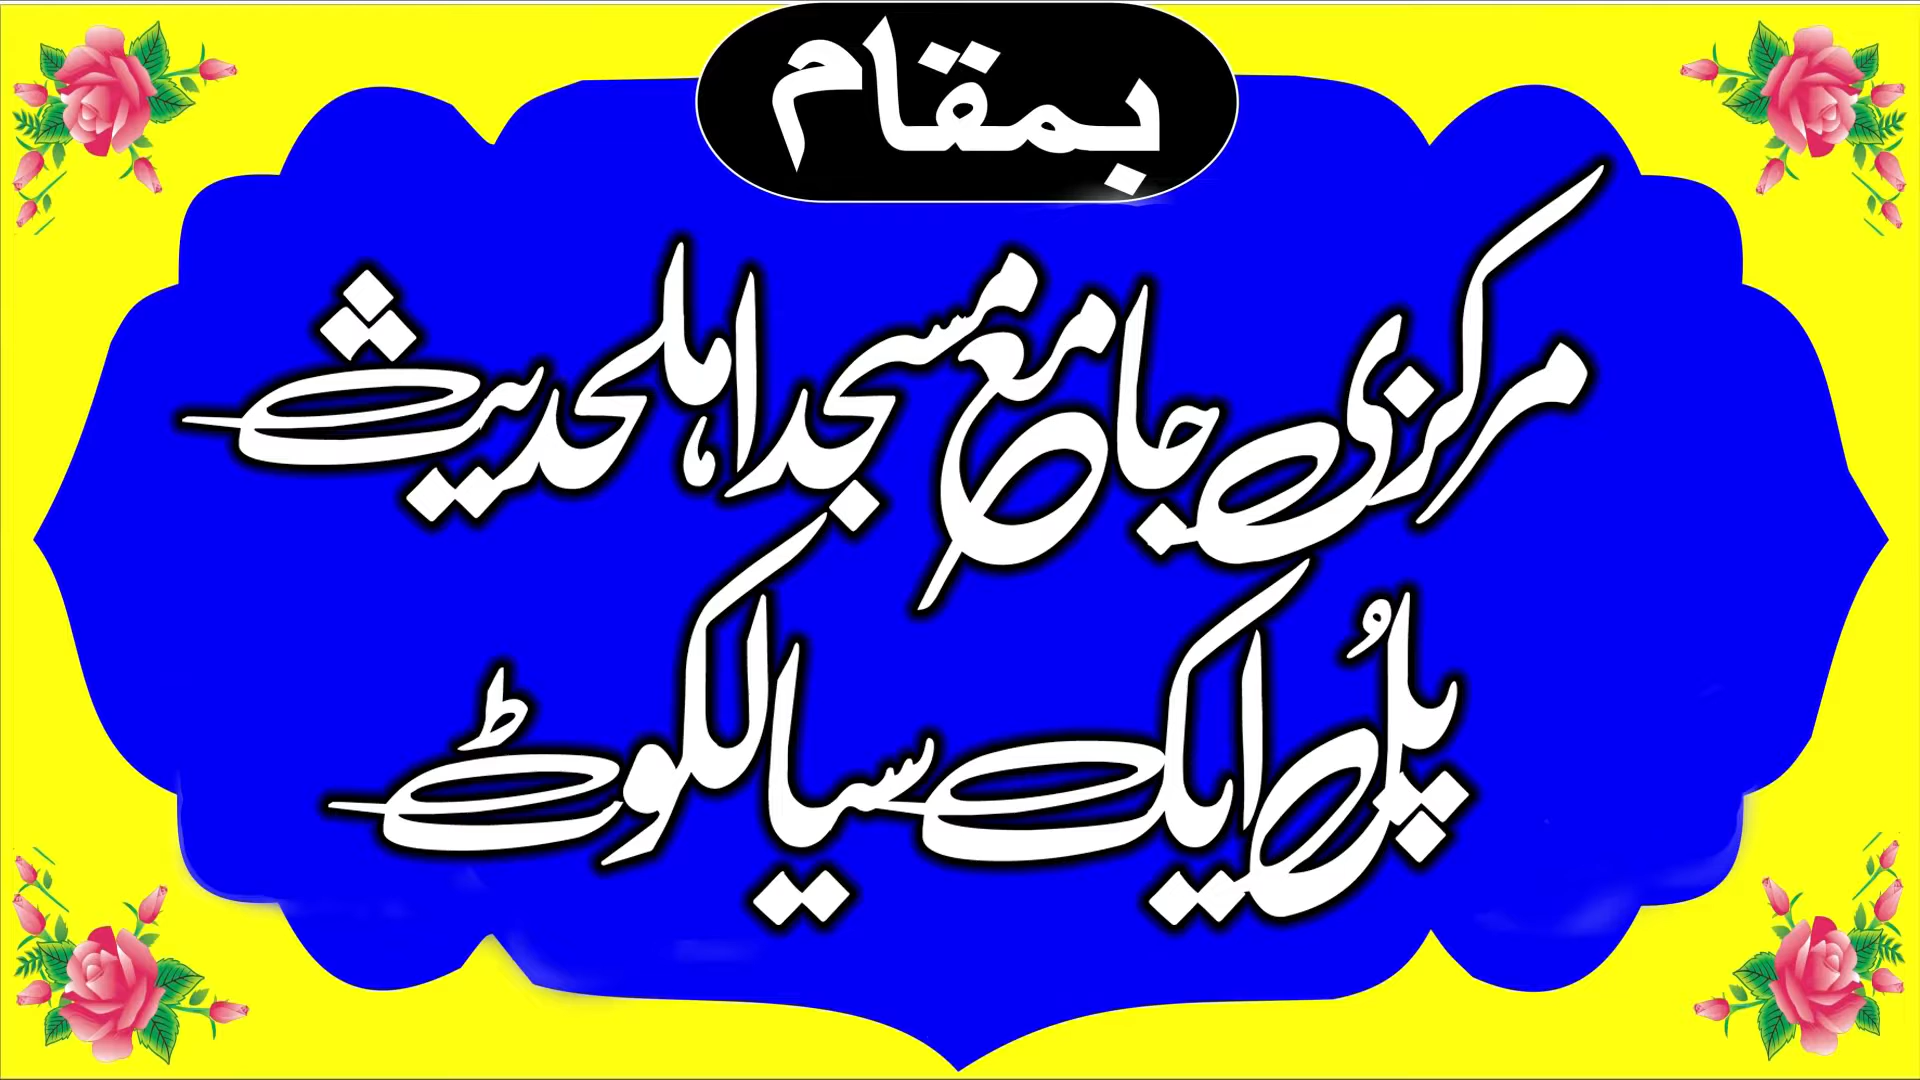 بمقام
مرکزی جامع مسجد اہلحدیث
پلُ ایک سیالکوٹ